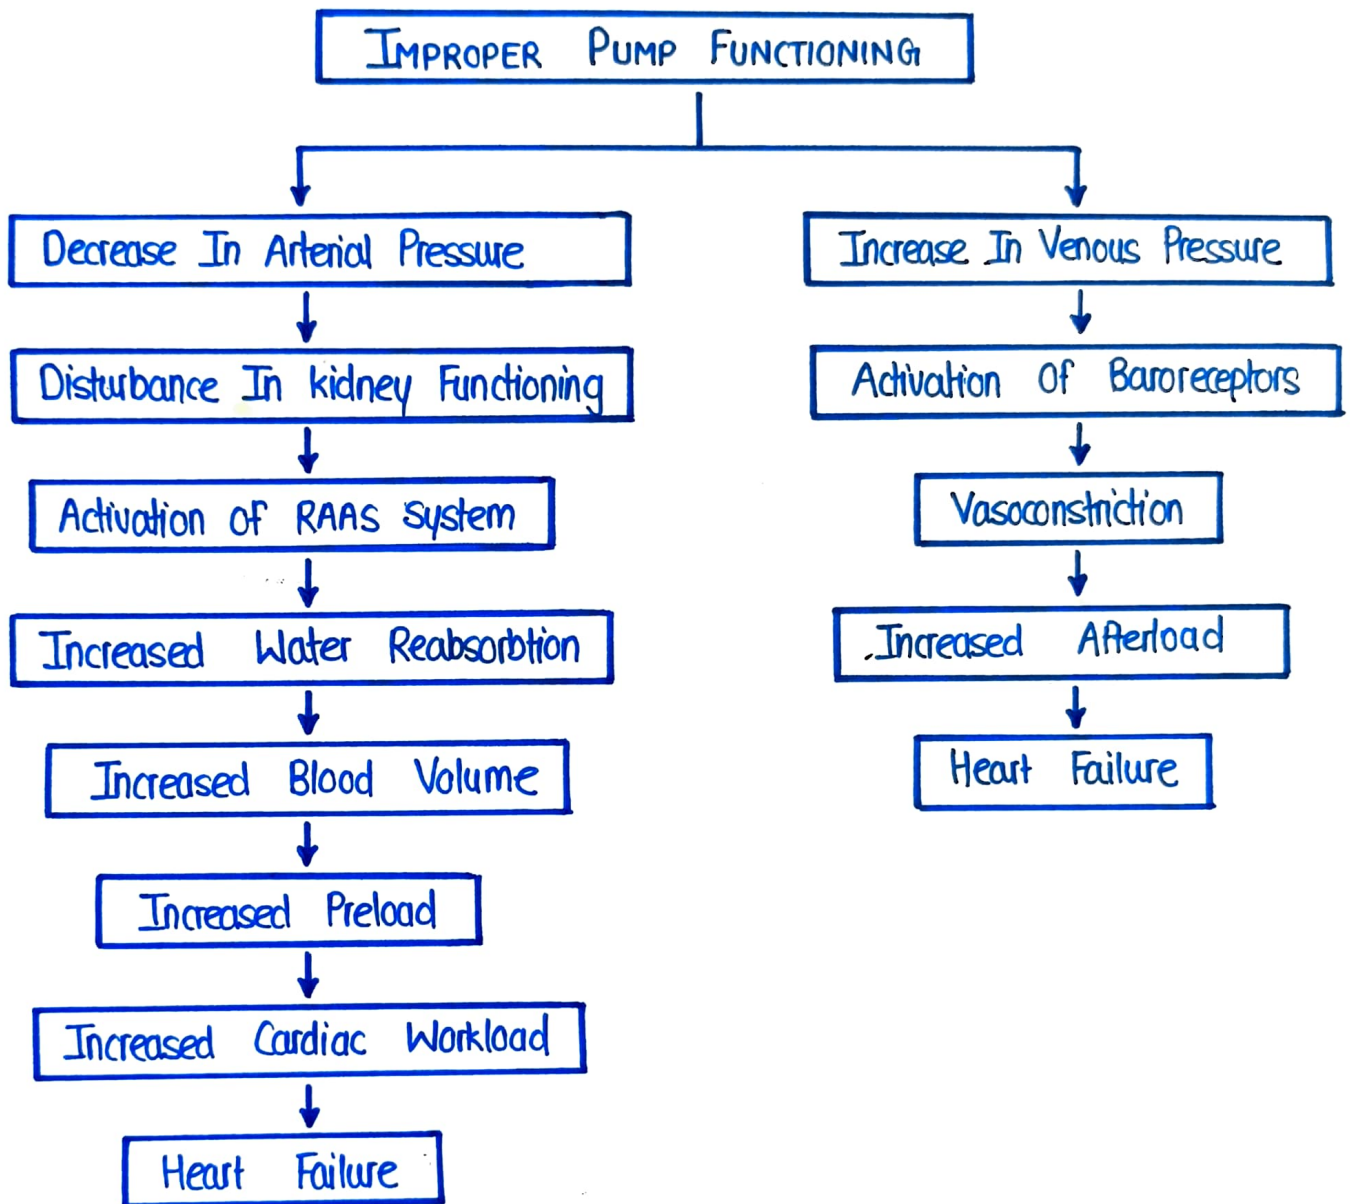 IMPROPER PUMP FUNCTIONING
Decrease In Arterial Pressure
Disturbance In kidney Functioning
Activation Of RAAS System
Increased Water Reabsorbtion
Increased Blood Volume
Increased Preload
Increased Cardiac Workload
Heart Failure
Increase In Venous Pressure
Activation Of Baroreceptors
Vasoconstriction
Increased Afterload
Heart Failure